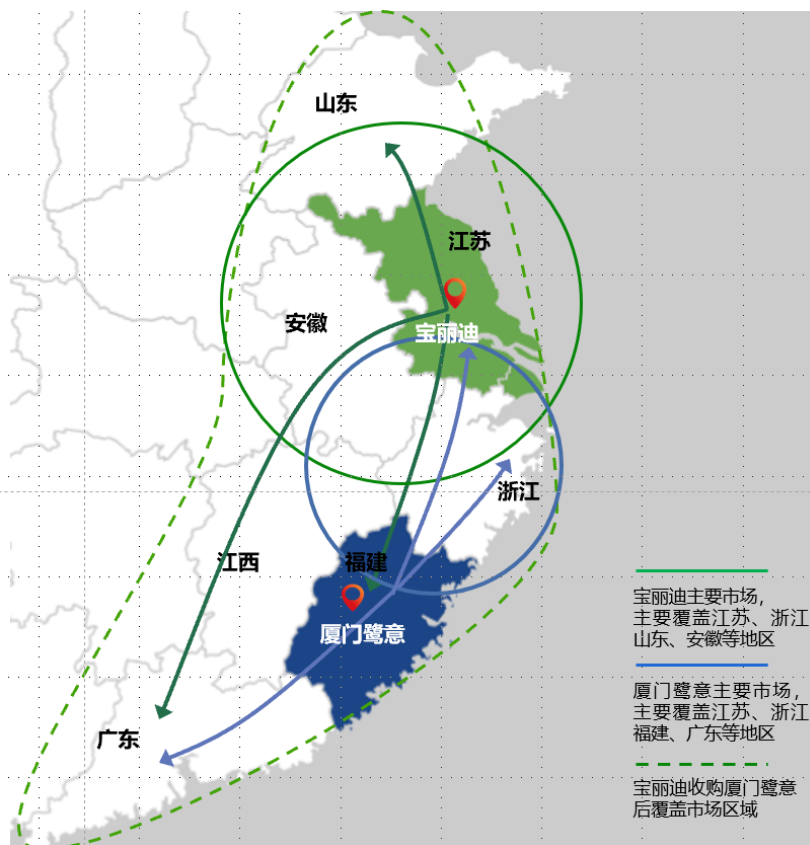 山东
江苏
安徽
宝丽迪
浙江
江西
福建
厦门鹭意
广东
宝丽迪主要市场，
主要覆盖江苏、浙江
山东、安徽等地区
厦门鹭意主要市场，
主要覆盖江苏、浙江
福建、广东等地区
宝丽迪收购厦门鹭意
后覆盖市场区域